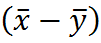 (x̄ − ȳ)